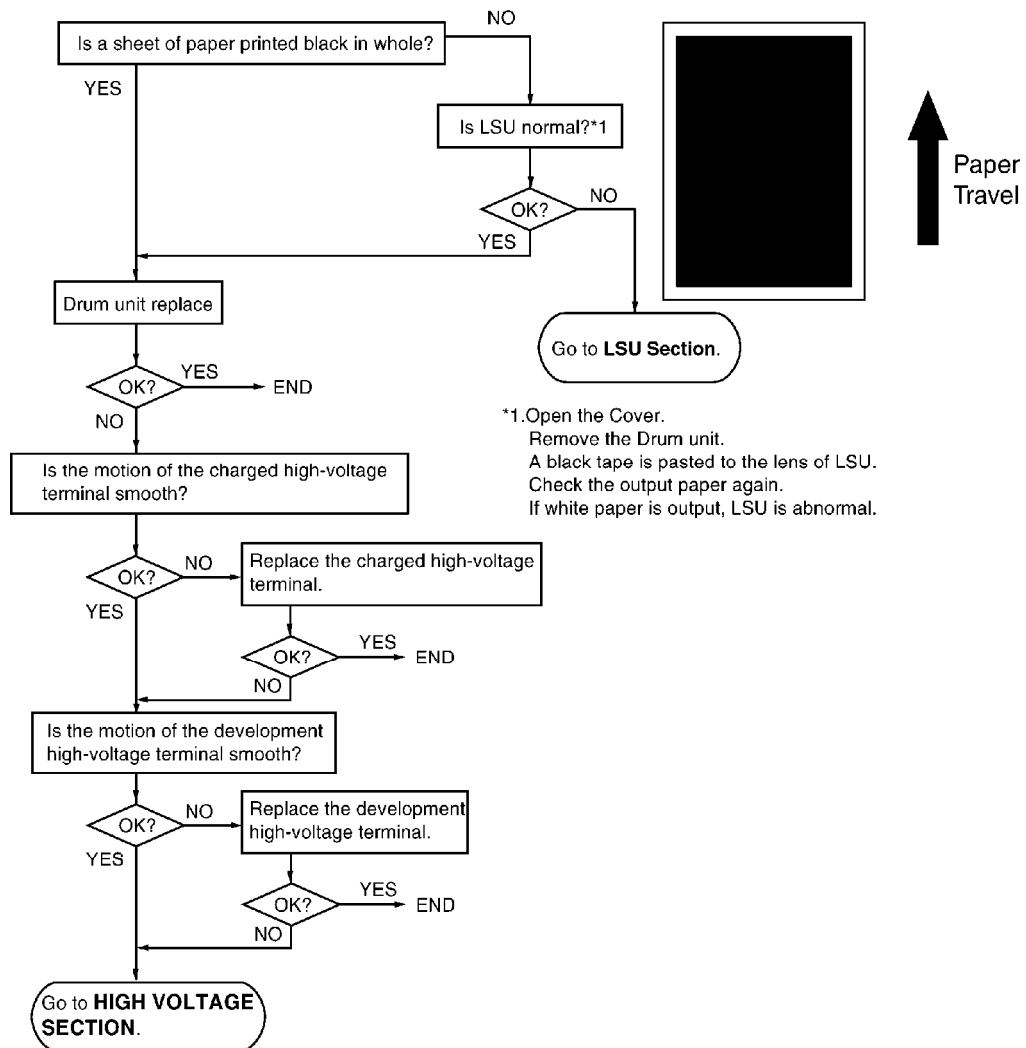 Is a sheet of paper printed black in whole?
NO
YES
Is LSU normal?*1
OK?
NO
YES
Paper
Travel
Drum unit replace
Go to LSU Section.
OK?
YES
END
NO
*1.Open the Cover.
Remove the Drum unit.
A black tape is pasted to the lens of LSU.
Check the output paper again.
If white paper is output, LSU is abnormal.
Is the motion of the charged high-voltage
terminal smooth?
OK?
NO
YES
Replace the charged high-voltage
terminal.
OK?
YES
END
NO
Is the motion of the development
high-voltage terminal smooth?
OK?
NO
YES
Replace the development
high-voltage terminal.
OK?
YES
END
NO
Go to HIGH VOLTAGE
SECTION.